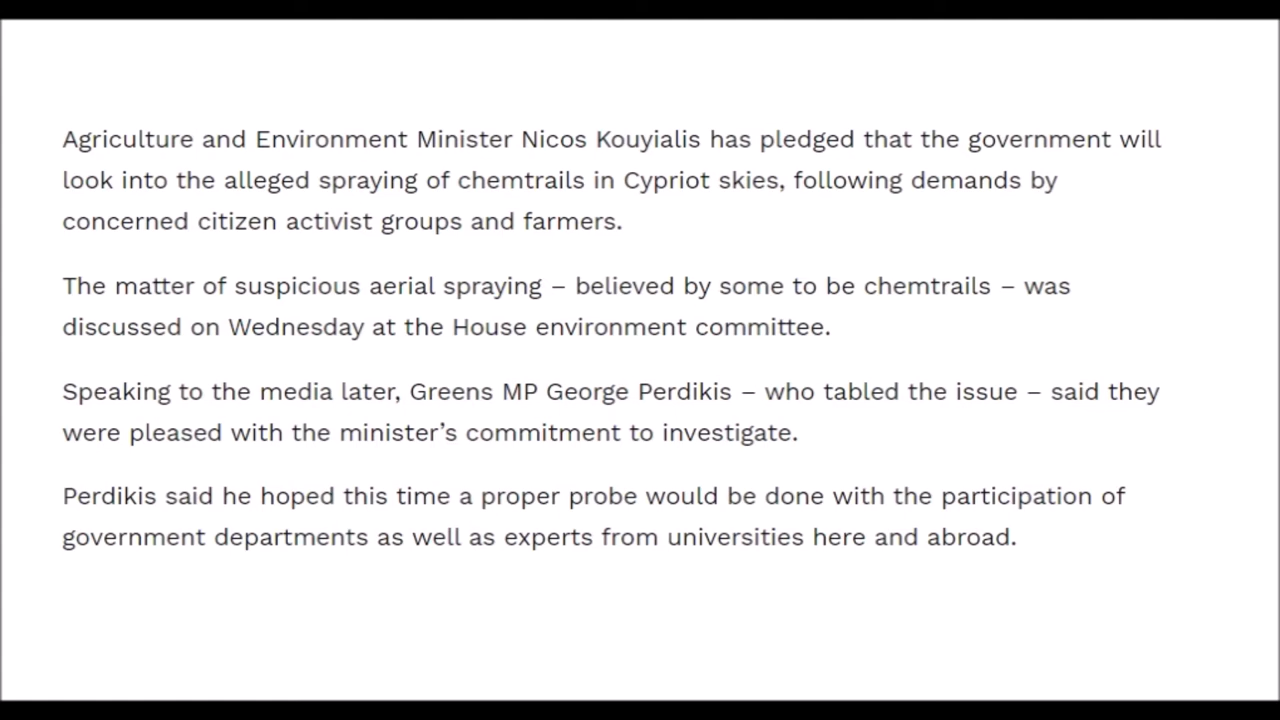 Agriculture and Environment Minister Nicos Kouyialis has pledged that the government will
look into the alleged spraying of chemtrails in Cypriot skies, following demands by
concerned citizen activist groups and farmers.
The matter of suspicious aerial spraying – believed by some to be chemtrails – was
discussed on Wednesday at the House environment committee.
Speaking to the media later, Greens MP George Perdikis – who tabled the issue – said they
were pleased with the minister’s commitment to investigate.
Perdikis said he hoped this time a proper probe would be done with the participation of
government departments as well as experts from universities here and abroad.